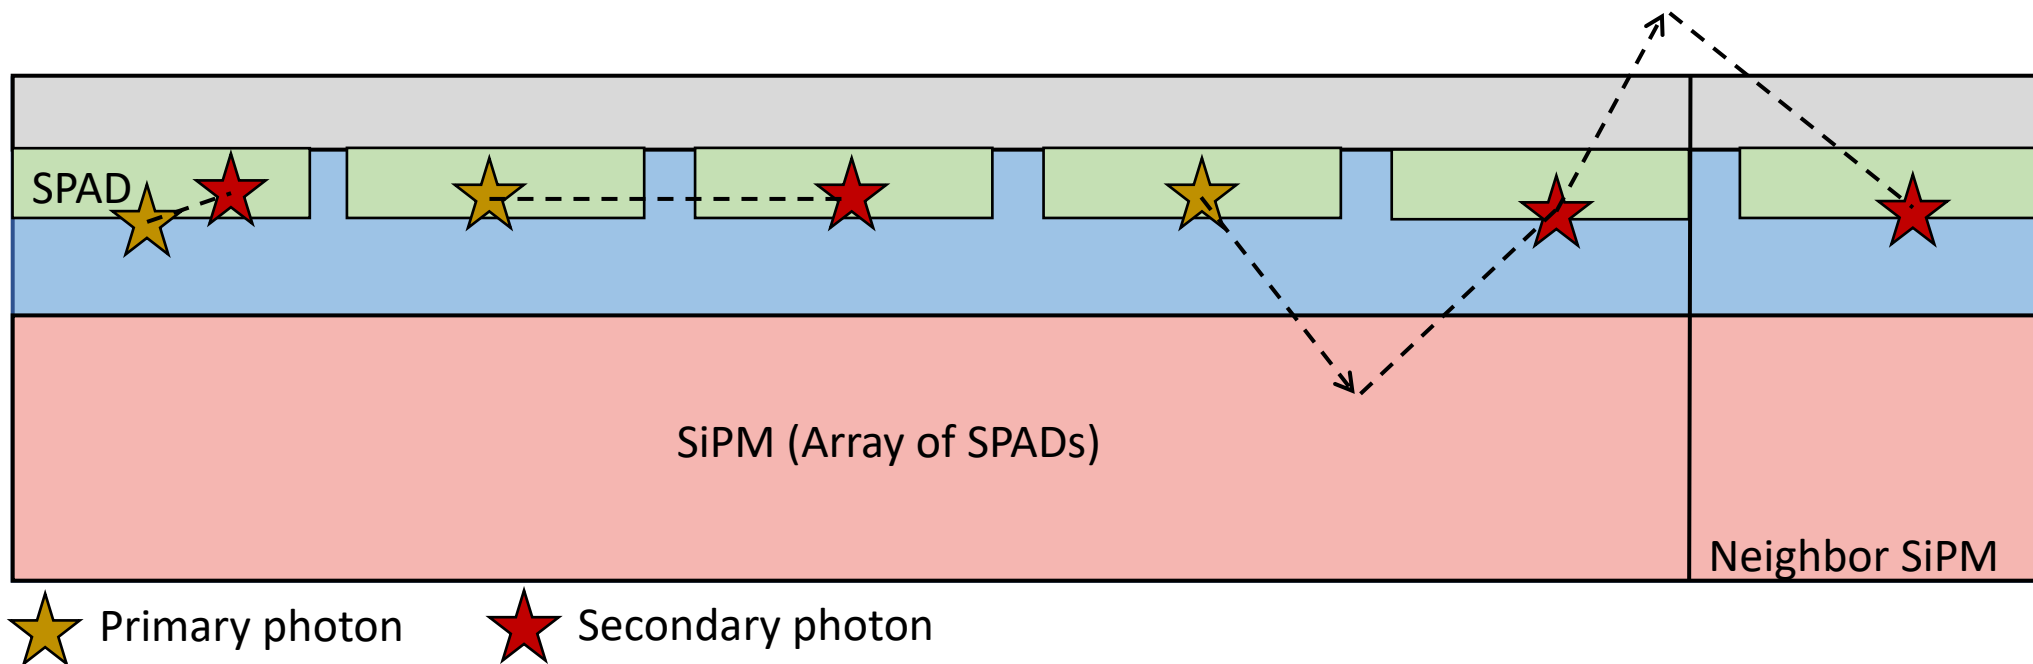 SPAD
SiPM (Array of SPADs)
Neighbor SiPM
Primary photon
Secondary photon